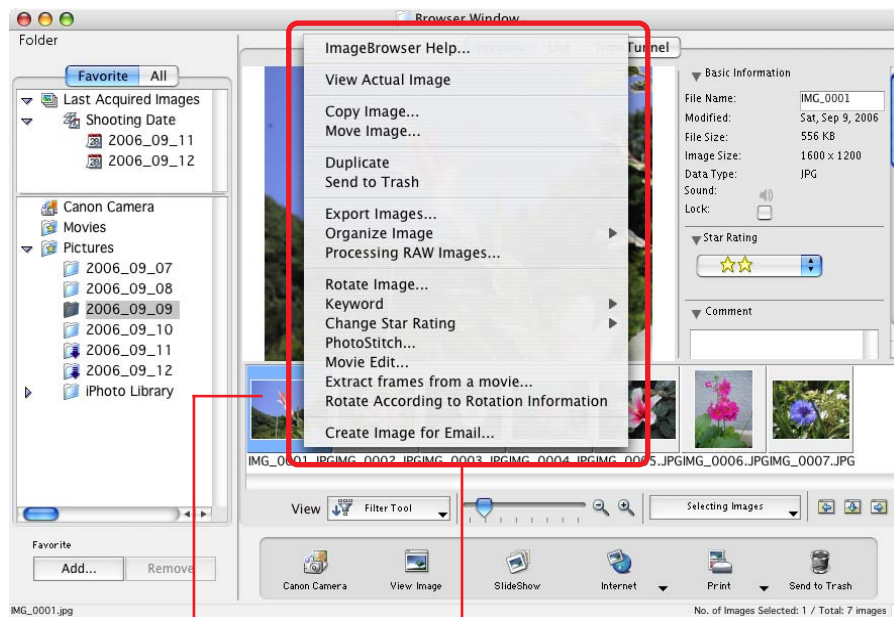 Browser Window
Folder
Favorite All
Last Acquired Images
Shooting Date
2006_09_11
2006_09_12
Canon Camera
Movies
Pictures
2006_09_07
2006_09_08
2006_09_09
2006_09_10
2006_09_11
2006_09_12
iPhoto Library
Favorite
Add... Remove
IMG_0001.jpg
List TimeTunnel
ImageBrowser Help...
View Actual Image
Copy Image...
Move Image...
Duplicate
Send to Trash
Export Images...
Organize Image
Processing RAW Images...
Rotate Image...
Keyword
Change Star Rating
PhotoStitch...
Movie Edit...
Extract frames from a movie...
Rotate According to Rotation Information
Create Image for Email...
Basic Information
File Name: IMG_0001
Modified: Sat, Sep 9, 2006
File Size: 556 KB
Image Size: 1600 x 1200
Data Type: JPG
Sound:
Lock:
Star Rating
Comment
IMG_0001.JPG IMG_0002.JPG IMG_0003.JPG IMG_0004.JPG IMG_0005.JPG IMG_0006.JPG IMG_0007.JPG
View Filter Tool Selecting Images
Canon Camera View Image SlideShow Internet Print Send to Trash
No. of Images Selected: 1 / Total: 7 images